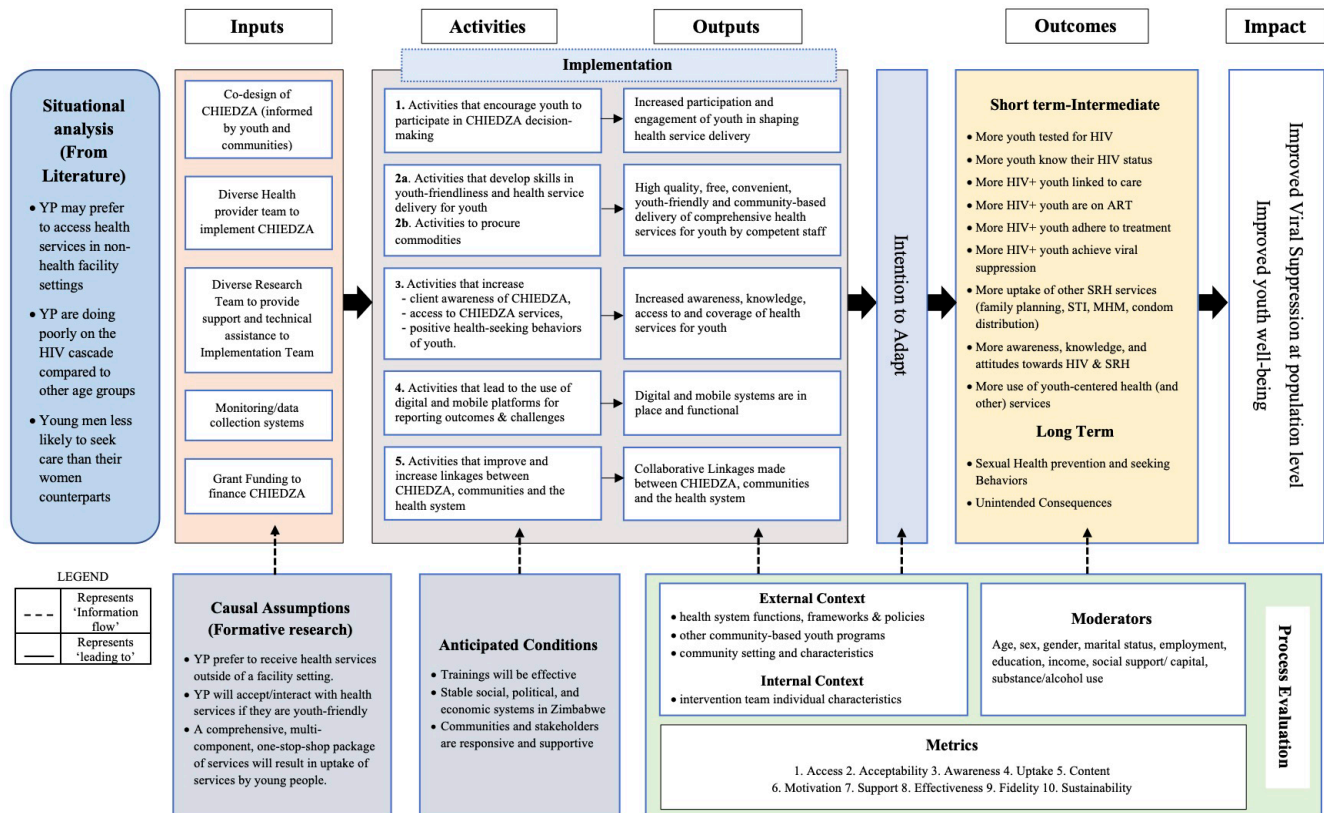 Inputs
Activities
Outputs
Outcomes
Impact
Implementation
Situational
analysis
(From
Literature)
• YP may prefer
to access health
services in non-
health facility
settings
• YP are doing
poorly on the
HIV cascade
compared to
other age groups
• Young men less
likely to seek
care than their
women
counterparts
Co-design of
CHIEDZA (informed
by youth and
communities)
Diverse Health
provider team to
implement CHIEDZA
Diverse Research
Team to provide
support and technical
assistance to
Implementation Team
Monitoring/data
collection systems
Grant Funding to
finance CHIEDZA
1. Activities that encourage youth to
participate in CHIEDZA decision-
making
2a. Activities that develop skills in
youth-friendliness and health service
delivery for youth
2b. Activities to procure
commodities
3. Activities that increase
- client awareness of CHIEDZA,
- access to CHIEDZA services,
- positive health-seeking behaviors
of youth.
4. Activities that lead to the use of
digital and mobile platforms for
reporting outcomes & challenges
5. Activities that improve and
increase linkages between
CHIEDZA, communities and the
health system
Increased participation and
engagement of youth in shaping
health service delivery
High quality, free, convenient,
youth-friendly and community-based
delivery of comprehensive health
services for youth by competent staff
Increased awareness, knowledge,
access to and coverage of health
services for youth
Digital and mobile systems are in
place and functional
Collaborative Linkages made
between CHIEDZA, communities
and the health system
Intention to Adapt
Short term-Intermediate
• More youth tested for HIV
• More youth know their HIV status
• More HIV+ youth linked to care
• More HIV+ youth are on ART
• More HIV+ youth adhere to treatment
• More HIV+ youth achieve viral
suppression
• More uptake of other SRH services
(family planning, STI, MHM, condom
distribution)
• More awareness, knowledge, and
attitudes towards HIV & SRH
• More use of youth-centered health (and
other) services
Long Term
• Sexual Health prevention and seeking
Behaviors
• Unintended Consequences
Improved Viral Suppression at population level
Improved youth well-being
LEGEND
Represents
‘Information
flow’
Represents
‘leading to’
Causal Assumptions
(Formative research)
• YP prefer to receive health services
outside of a facility setting.
• YP will accept/interact with health
services if they are youth-friendly
• A comprehensive, multi-
component, one-stop-shop package
of services will result in uptake of
services by young people.
Anticipated Conditions
• Trainings will be effective
• Stable social, political, and
economic systems in Zimbabwe
• Communities and stakeholders
are responsive and supportive
External Context
• health system functions, frameworks & policies
• other community-based youth programs
• community setting and characteristics
Internal Context
• intervention team individual characteristics
Moderators
Age, sex, gender, marital status, employment,
education, income, social support/ capital,
substance/alcohol use
Metrics
1. Access 2. Acceptability 3. Awareness 4. Uptake 5. Content
6. Motivation 7. Support 8. Effectiveness 9. Fidelity 10. Sustainability
Process Evaluation